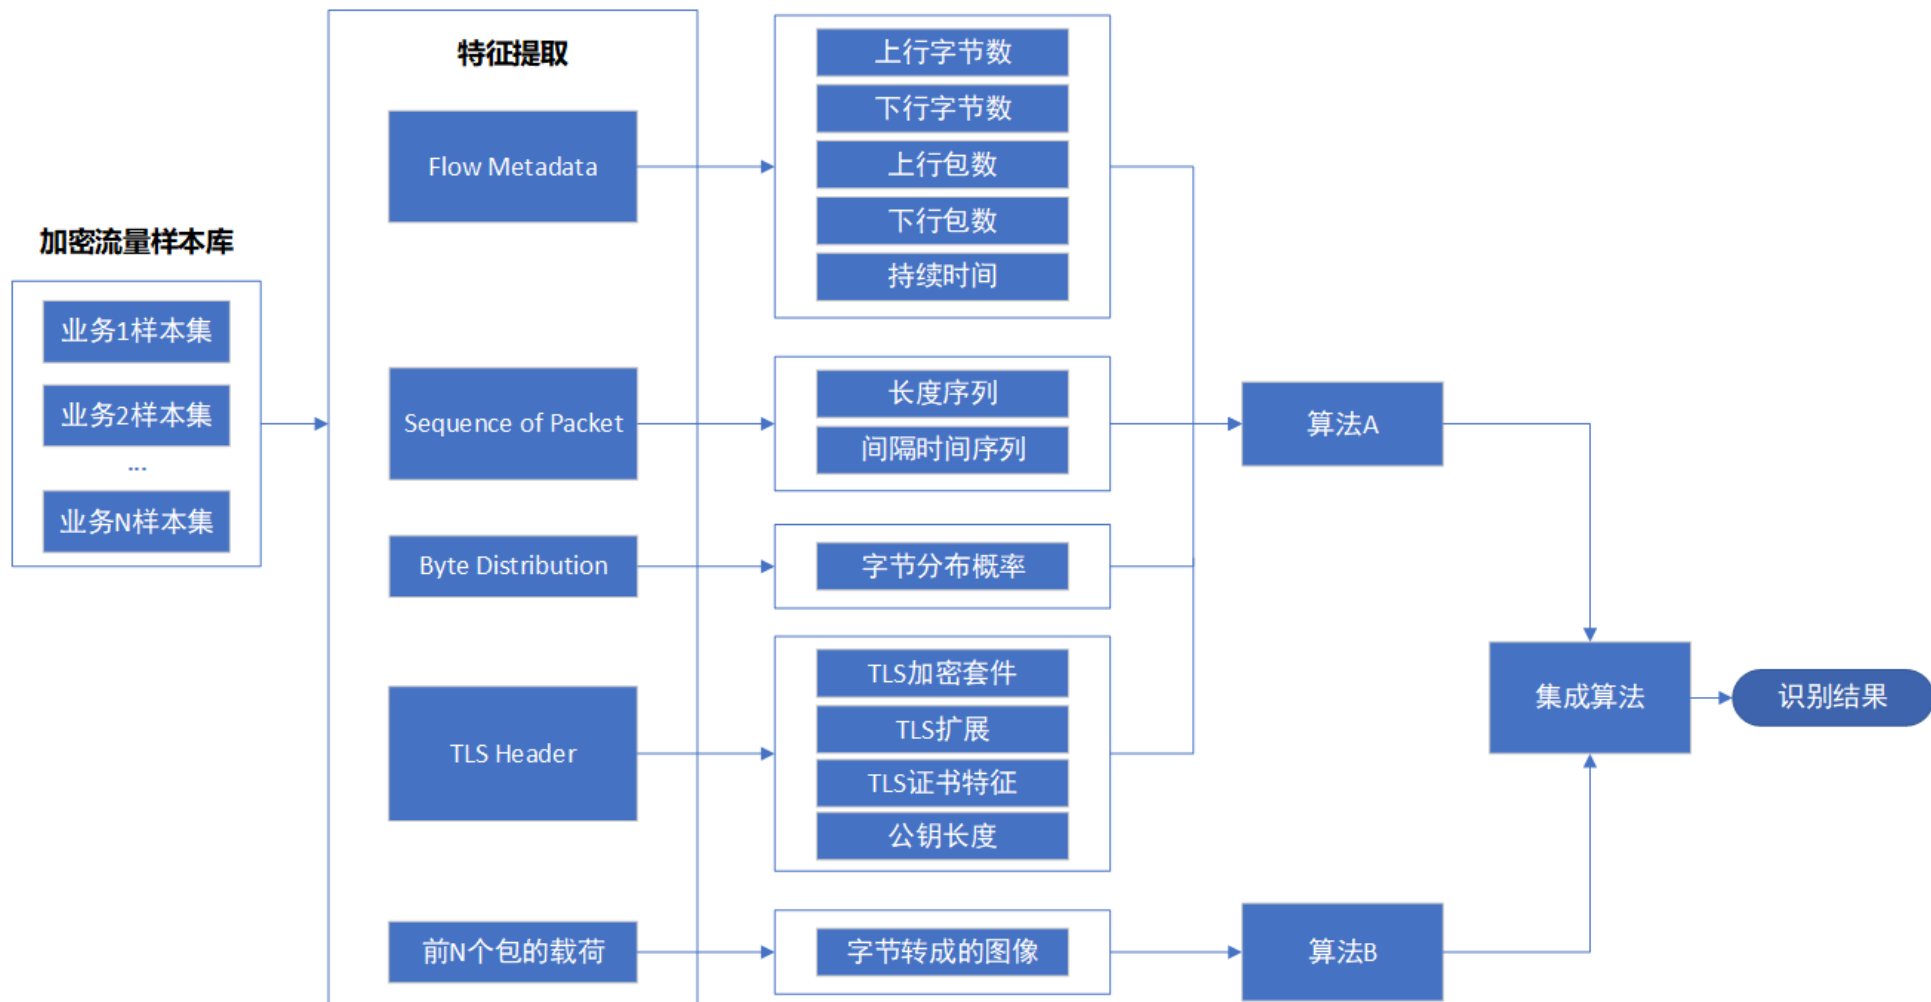 加密流量样本库
业务1样本集
业务2样本集
...
业务N样本集
特征提取
Flow Metadata
Sequence of Packet
Byte Distribution
TLS Header
前N个包的载荷
上行字节数
下行字节数
上行包数
下行包数
持续时间
长度序列
间隔时间序列
字节分布概率
TLS加密套件
TLS扩展
TLS证书特征
公钥长度
字节转成的图像
算法A
算法B
集成算法
识别结果